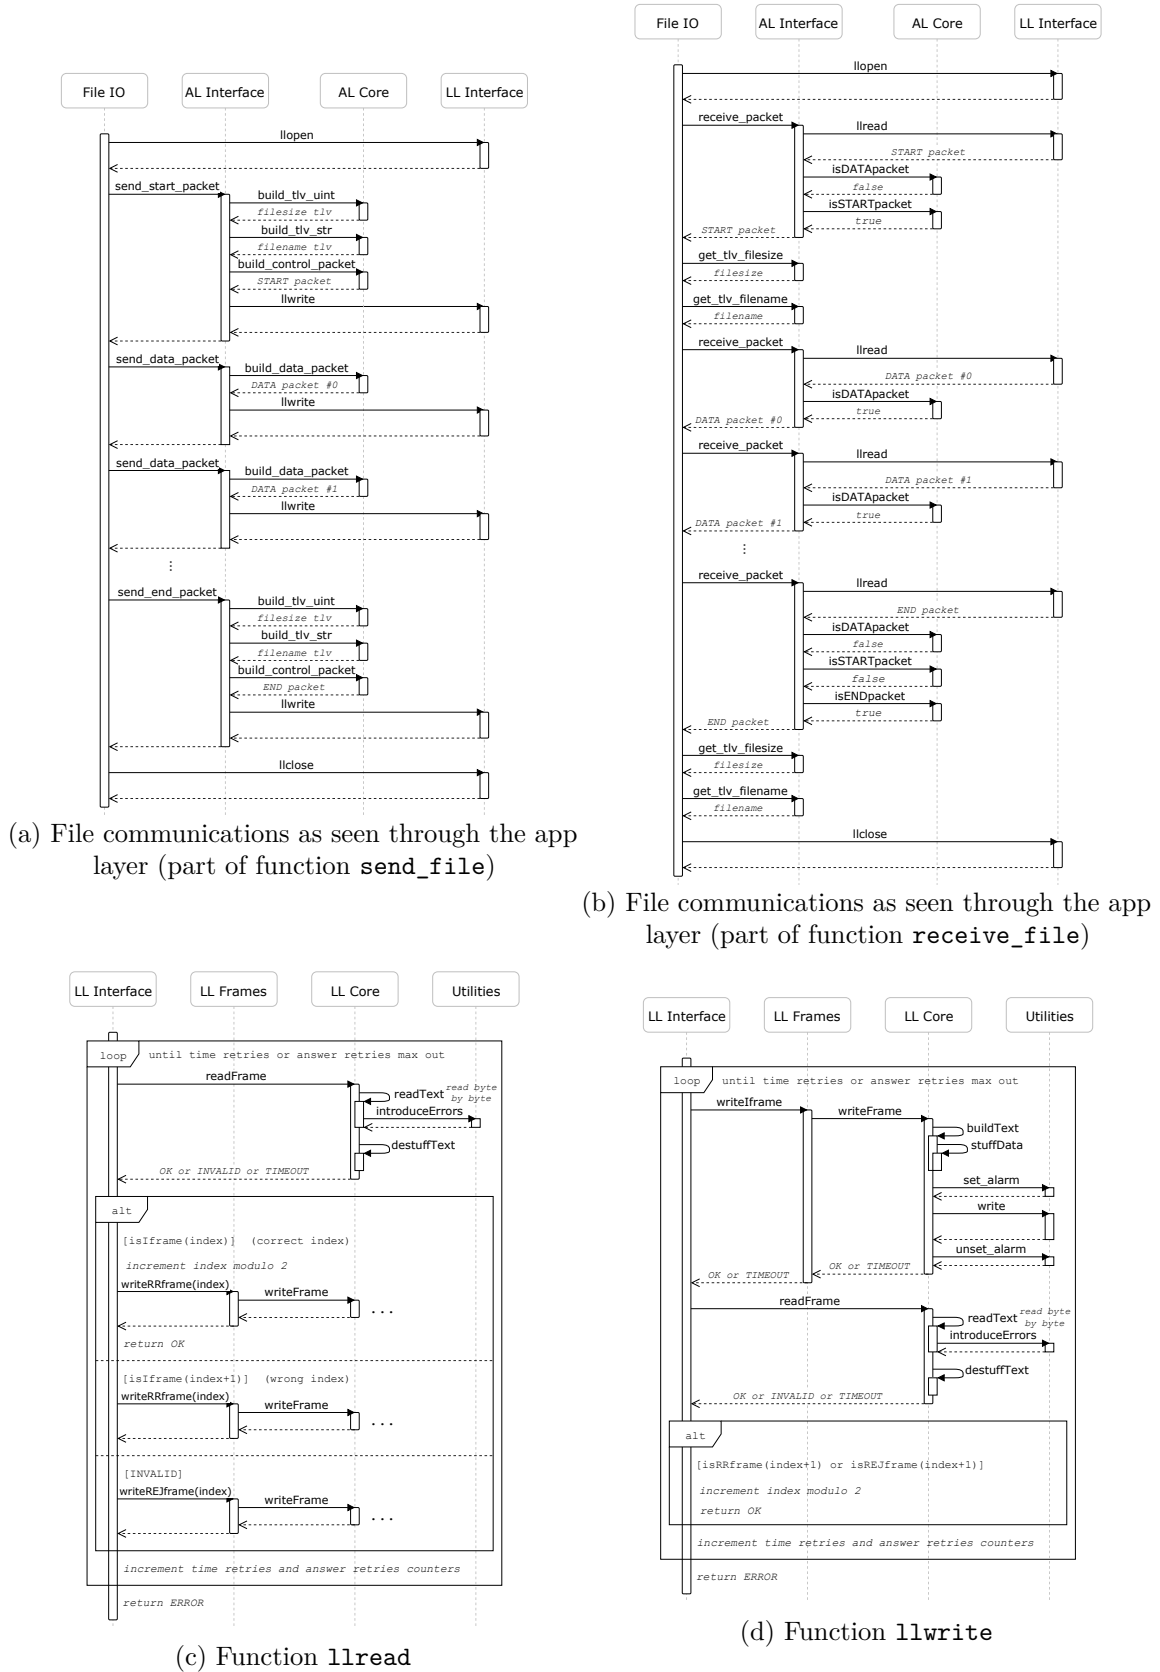 File IO
AL Interface
AL Core
LL Interface
llopen
send_start_packet
build_tlv_uint
filesize tlv
build_tlv_str
filename tlv
build_control_packet
START packet
llwrite
send_data_packet
build_data_packet
DATA packet #0
llwrite
send_data_packet
build_data_packet
DATA packet #1
llwrite
⋮
send_end_packet
build_tlv_uint
filesize tlv
build_tlv_str
filename tlv
build_control_packet
END packet
llwrite
llclose
(a) File communications as seen through the app
layer (part of function send_file)
File IO
AL Interface
AL Core
LL Interface
llopen
receive_packet
llread
START packet
isDATApacket
false
isSTARTpacket
true
START packet
get_tlv_filesize
filesize
get_tlv_filename
filename
receive_packet
llread
DATA packet #0
isDATApacket
true
DATA packet #0
receive_packet
llread
DATA packet #1
isDATApacket
true
DATA packet #1
⋮
receive_packet
llread
END packet
isDATApacket
false
isSTARTpacket
false
isENDpacket
true
END packet
get_tlv_filesize
filesize
get_tlv_filename
filename
llclose
(b) File communications as seen through the app
layer (part of function receive_file)
LL Interface
LL Frames
LL Core
Utilities
loop
until time retries or answer retries max out
readFrame
readText
read byte
by byte
introduceErrors
destuffText
OK or INVALID or TIMEOUT
alt
[isIframe(index)] (correct index)
increment index modulo 2
writeRRframe(index)
writeFrame
...
return OK
[isIframe(index+1)] (wrong index)
writeRRframe(index)
writeFrame
...
[INVALID]
writeREJframe(index)
writeFrame
...
increment time retries and answer retries counters
return ERROR
(c) Function llread
LL Interface
LL Frames
LL Core
Utilities
loop
until time retries or answer retries max out
writeIframe
writeFrame
buildText
stuffData
set_alarm
write
unset_alarm
OK or TIMEOUT
OK or TIMEOUT
readFrame
readText
read byte
by byte
introduceErrors
destuffText
OK or INVALID or TIMEOUT
alt
[isRRframe(index+1) or isREJframe(index+1)]
increment index modulo 2
return OK
increment time retries and answer retries counters
return ERROR
(d) Function llwrite